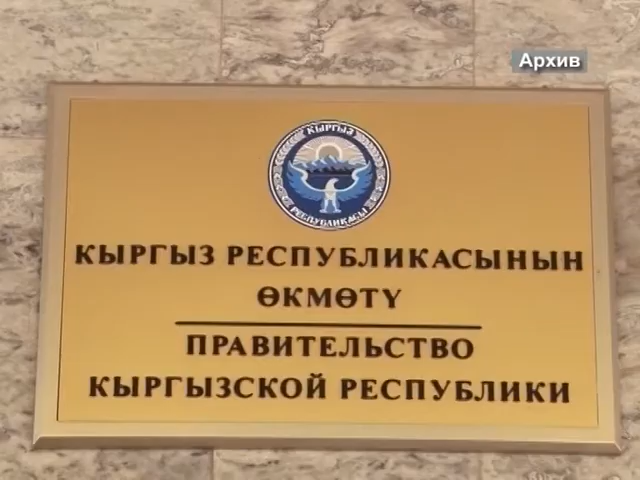 Архив
КЫРГЫЗ
РЕСПУБЛИКАСЫ
КЫРГЫЗ РЕСПУБЛИКАСЫНЫН
ӨКМӨТҮ
ПРАВИТЕЛЬСТВО
КЫРГЫЗСКОЙ РЕСПУБЛИКИ